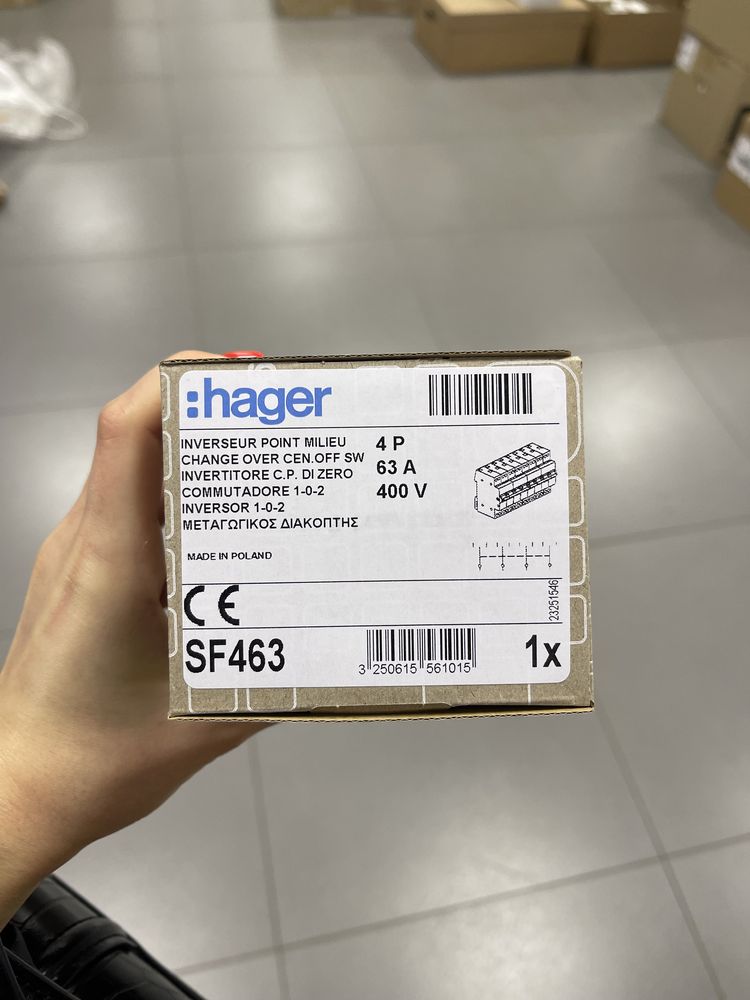 :hager
INVERSEUR POINT MILIEU
CHANGE OVER CEN.OFF SW
INVERTITORE C.P. DI ZERO
COMMUTADORE 1-0-2
INVERSOR 1-0-2
ΜΕΤΑΓΩΓΙΚΟΣ ΔΙΑΚΟΠΤΗΣ
4 P
63 A
400 V
MADE IN POLAND
CE
23251546
SF463
3 250615 561015
1x